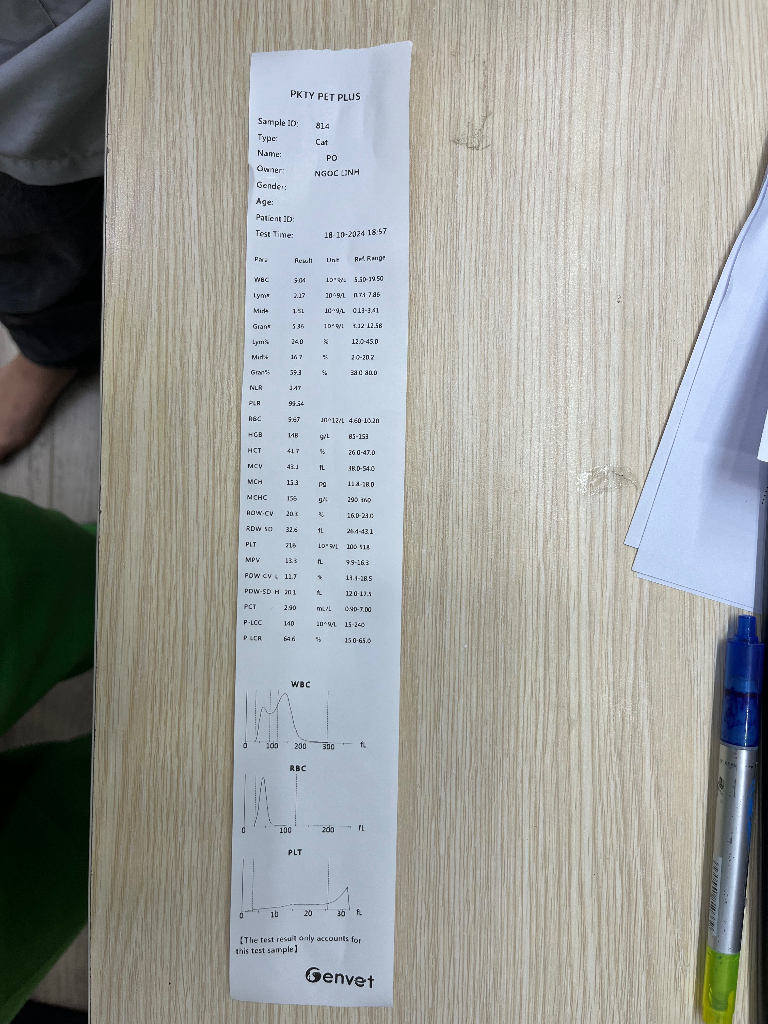 PKTY PET PLUS
Sample ID: 814
Type: Cat
Name: PO
Owner: NGOC LINH
Gender:
Age:
Patient ID:
Test Time: 18-10-2024 18:57
Para Result Unit Ref. Range
WBC 9.04 10^9/L 5.50-19.50
Lym# 2.17 10^9/L 0.73-7.86
Mid# 1.51 10^9/L 0.13-3.41
Gran# 5.36 10^9/L 3.12-12.58
Lym% 24.0 % 12.0-45.0
Mid% 16.7 % 2.0-20.2
Gran% 59.3 % 38.0-80.0
NLR 2.47
PLR 99.54
RBC 9.67 10^12/L 4.60-10.20
HGB 148 g/L 85-153
HCT 41.7 % 26.0-47.0
MCV 43.1 fL 38.0-54.0
MCH 15.3 pg 11.8-18.0
MCHC 356 g/L 290-360
RDW-CV 20.3 % 16.0-23.0
RDW-SD 32.6 fL 26.4-43.1
PLT 218 10^9/L 100-518
MPV 13.3 fL 9.9-16.3
PDW-CV L 11.7 % 13.3-18.5
PDW-SD H 20.1 fL 12.0-17.5
PCT 2.90 mL/L 0.90-7.00
P-LCC 140 10^9/L 15-240
P-LCR 64.6 % 15.0-65.0
WBC
0 100 200 300 fL
RBC
0 100 200 fL
PLT
0 10 20 30 fL
【The test result only accounts for
this test sample】
Genvet